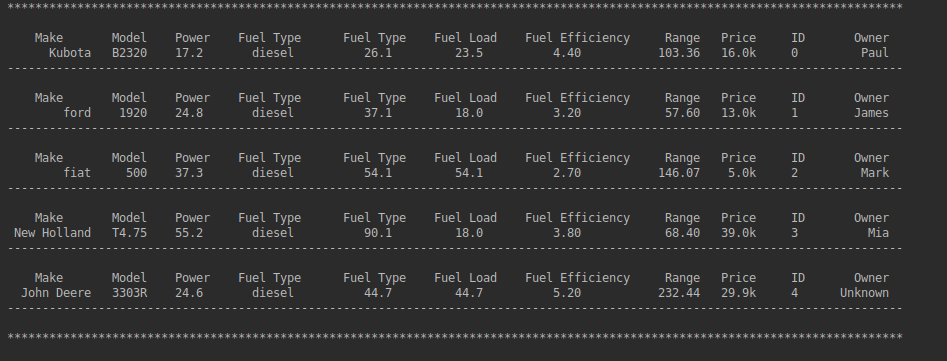 ********************************************************************************************************************************
Make Model Power Fuel Type Fuel Type Fuel Load Fuel Efficiency Range Price ID Owner
Kubota B2320 17.2 diesel 26.1 23.5 4.40 103.36 16.0k 0 Paul
--------------------------------------------------------------------------------------------------------------------------------
Make Model Power Fuel Type Fuel Type Fuel Load Fuel Efficiency Range Price ID Owner
ford 1920 24.8 diesel 37.1 18.0 3.20 57.60 13.0k 1 James
--------------------------------------------------------------------------------------------------------------------------------
Make Model Power Fuel Type Fuel Type Fuel Load Fuel Efficiency Range Price ID Owner
fiat 500 37.3 diesel 54.1 54.1 2.70 146.07 5.0k 2 Mark
--------------------------------------------------------------------------------------------------------------------------------
Make Model Power Fuel Type Fuel Type Fuel Load Fuel Efficiency Range Price ID Owner
New Holland T4.75 55.2 diesel 90.1 18.0 3.80 68.40 39.0k 3 Mia
--------------------------------------------------------------------------------------------------------------------------------
Make Model Power Fuel Type Fuel Type Fuel Load Fuel Efficiency Range Price ID Owner
John Deere 3303R 24.6 diesel 44.7 44.7 5.20 232.44 29.9k 4 Unknown
--------------------------------------------------------------------------------------------------------------------------------
********************************************************************************************************************************